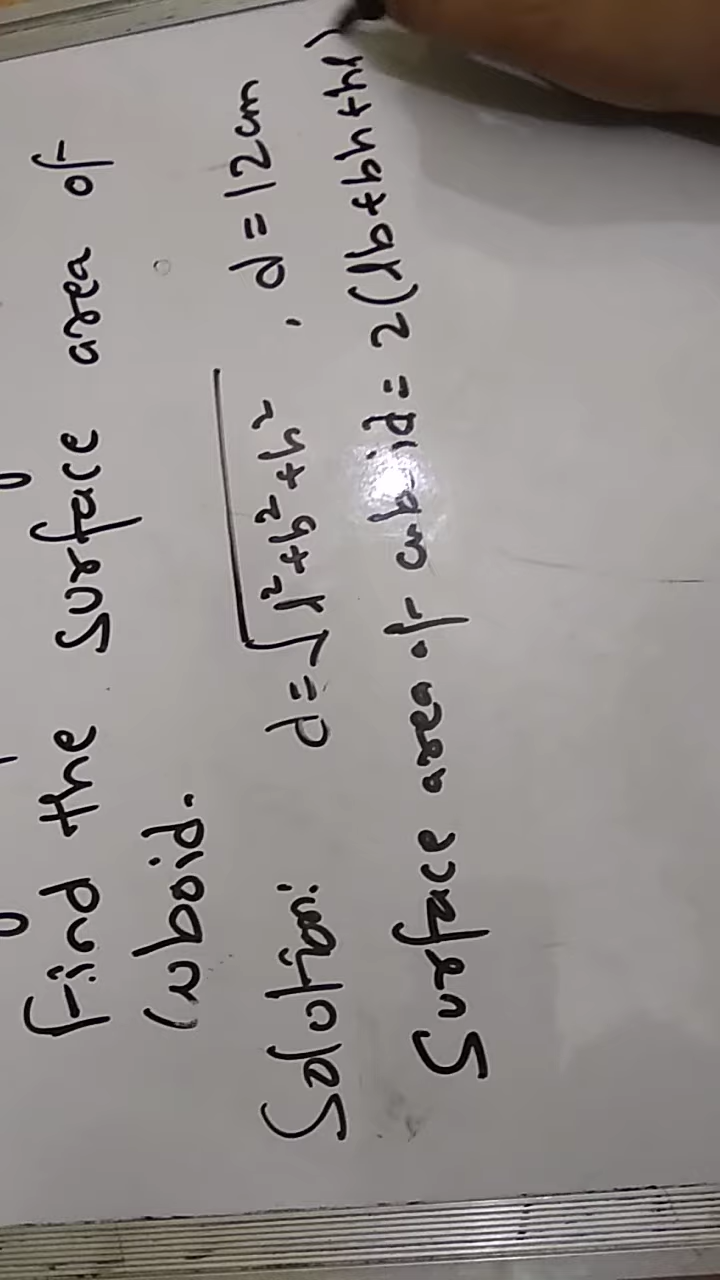 Find the surface area of
Cuboid.
Solution: d=√l²+b²+h² , d=12cm
Surface area of cuboid=2(lb+bh+hl)